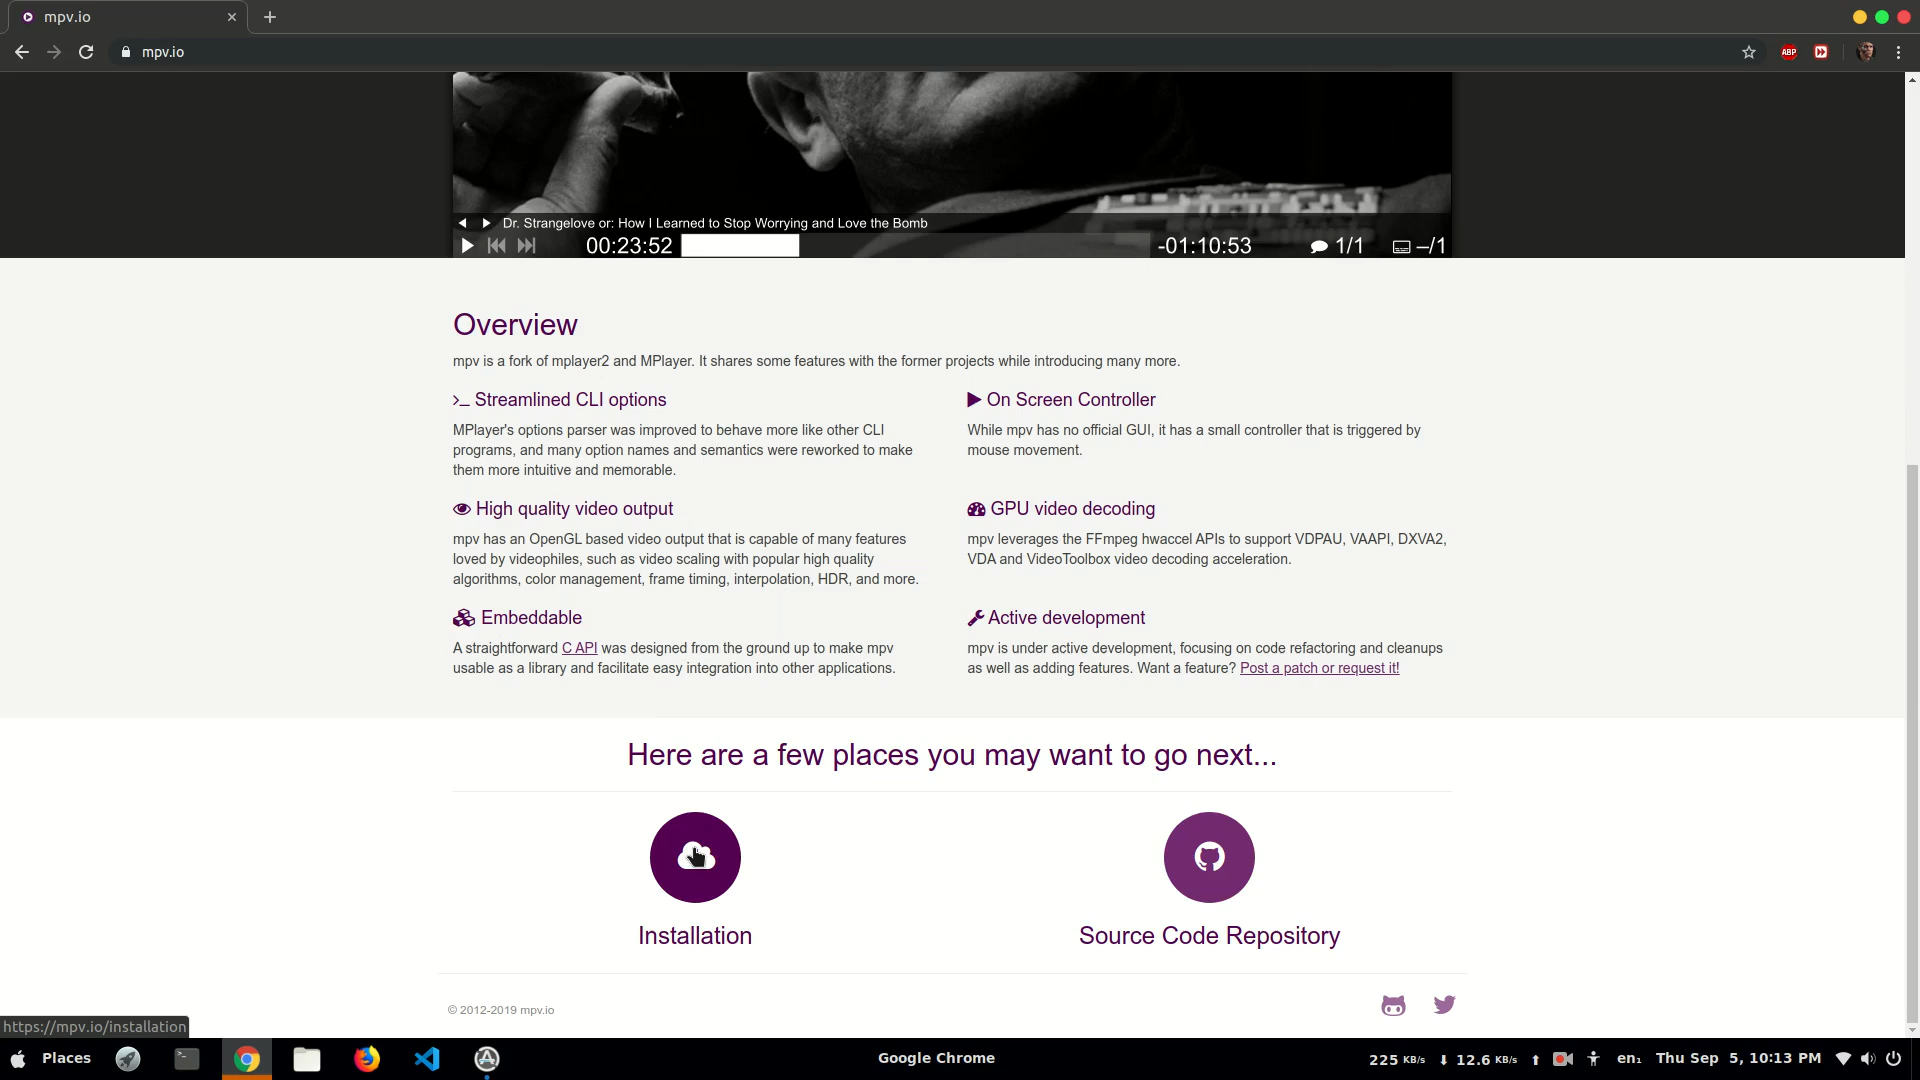 mpv.io
mpv.io
ABP
Dr. Strangelove or: How I Learned to Stop Worrying and Love the Bomb
00:23:52
-01:10:53
1/1
–/1
Overview
mpv is a fork of mplayer2 and MPlayer. It shares some features with the former projects while introducing many more.
Streamlined CLI options
MPlayer's options parser was improved to behave more like other CLI
programs, and many option names and semantics were reworked to make
them more intuitive and memorable.
On Screen Controller
While mpv has no official GUI, it has a small controller that is triggered by
mouse movement.
High quality video output
mpv has an OpenGL based video output that is capable of many features
loved by videophiles, such as video scaling with popular high quality
algorithms, color management, frame timing, interpolation, HDR, and more.
GPU video decoding
mpv leverages the FFmpeg hwaccel APIs to support VDPAU, VAAPI, DXVA2,
VDA and VideoToolbox video decoding acceleration.
Embeddable
A straightforward C API was designed from the ground up to make mpv
usable as a library and facilitate easy integration into other applications.
Active development
mpv is under active development, focusing on code refactoring and cleanups
as well as adding features. Want a feature? Post a patch or request it!
Here are a few places you may want to go next...
Installation
Source Code Repository
© 2012-2019 mpv.io
https://mpv.io/installation
Places
Google Chrome
225 KB/s ⬇ 12.6 KB/s ⬆
en₁
Thu Sep 5, 10:13 PM